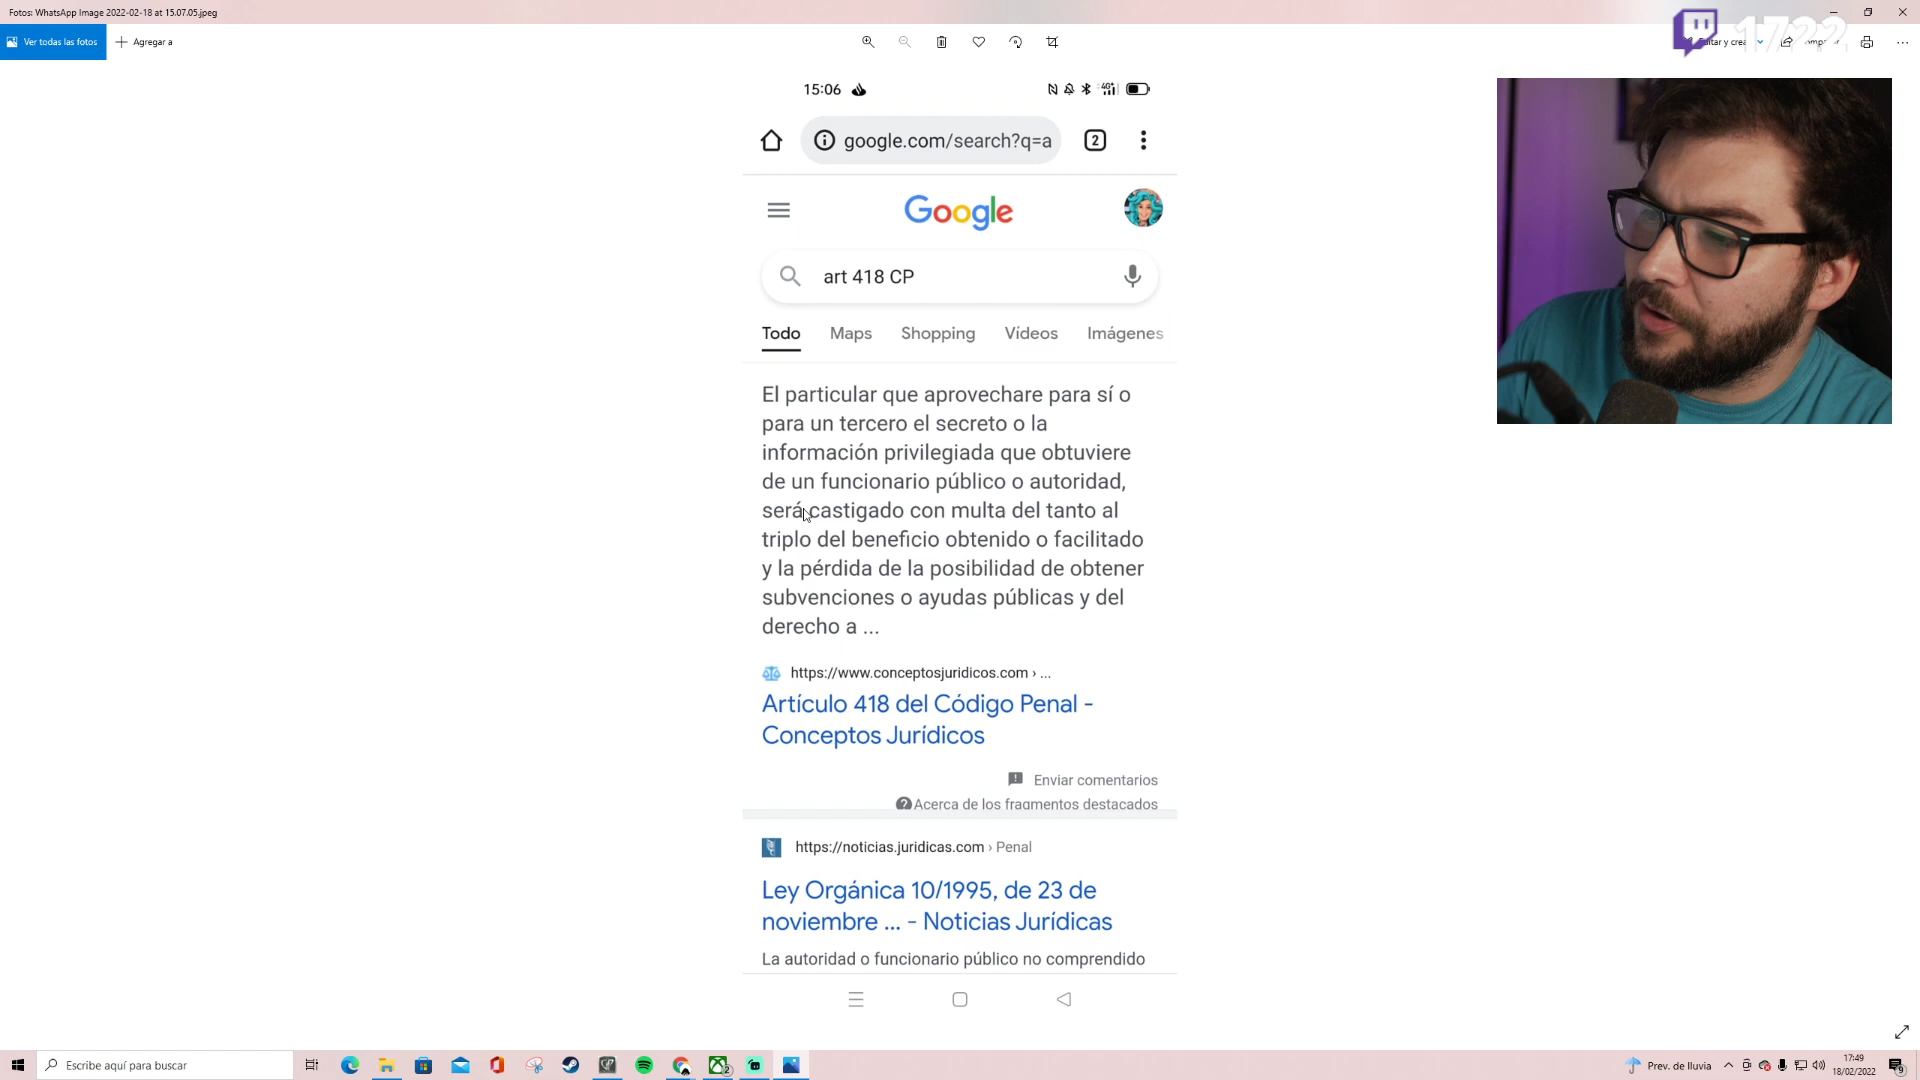 Fotos: WhatsApp Image 2022-02-18 at 15.07.05.jpeg
Ver todas las fotos
Agregar a
1722
15:06
4G+
google.com/search?q=a
2
Google
art 418 CP
Todo Maps Shopping Vídeos Imágenes
El particular que aprovechare para sí o
para un tercero el secreto o la
información privilegiada que obtuviere
de un funcionario público o autoridad,
será castigado con multa del tanto al
triplo del beneficio obtenido o facilitado
y la pérdida de la posibilidad de obtener
subvenciones o ayudas públicas y del
derecho a ...
https://www.conceptosjuridicos.com › ...
Artículo 418 del Código Penal -
Conceptos Jurídicos
Enviar comentarios
Acerca de los fragmentos destacados
https://noticias.juridicas.com › Penal
Ley Orgánica 10/1995, de 23 de
noviembre ... - Noticias Jurídicas
La autoridad o funcionario público no comprendido
Escribe aquí para buscar
Prev. de lluvia
17:49
18/02/2022